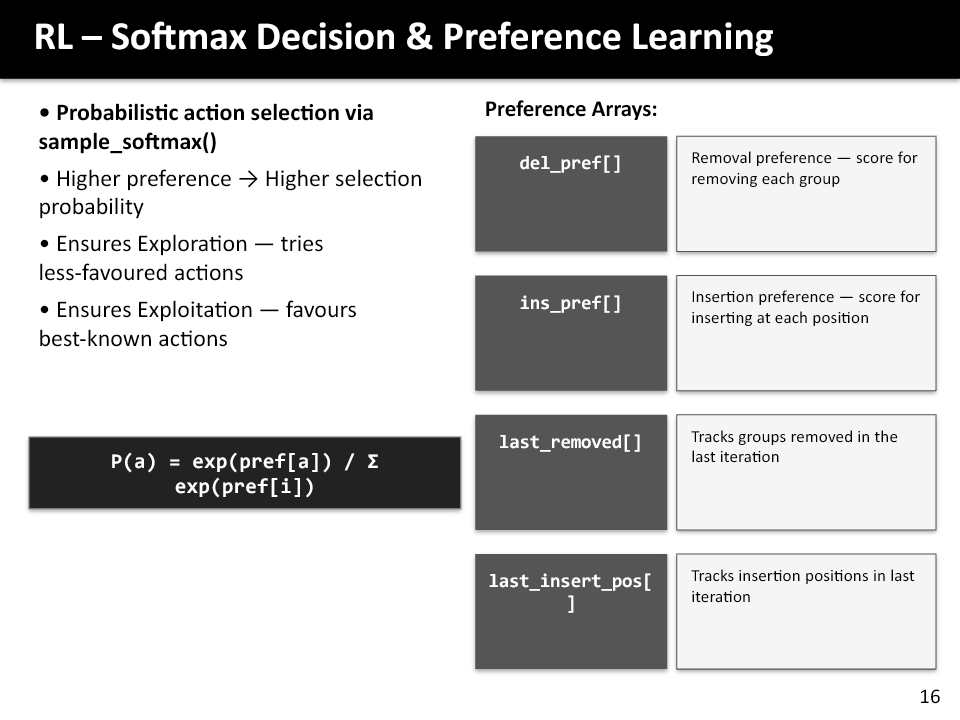 RL – Softmax Decision & Preference Learning
• Probabilistic action selection via
sample_softmax()
• Higher preference → Higher selection
probability
• Ensures Exploration — tries
less-favoured actions
• Ensures Exploitation — favours
best-known actions
P(a) = exp(pref[a]) / Σ
exp(pref[i])
Preference Arrays:
del_pref[]
Removal preference — score for
removing each group
ins_pref[]
Insertion preference — score for
inserting at each position
last_removed[]
Tracks groups removed in the
last iteration
last_insert_pos[
]
Tracks insertion positions in last
iteration
16